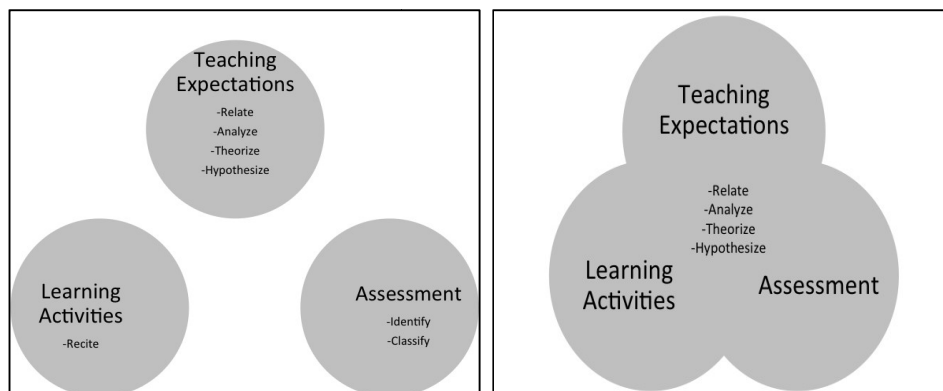 Teaching
Expectations
-Relate
-Analyze
-Theorize
-Hypothesize
Learning
Activities
-Recite
Assessment
-Identify
-Classify
Teaching
Expectations
-Relate
-Analyze
-Theorize
-Hypothesize
Learning
Activities
Assessment